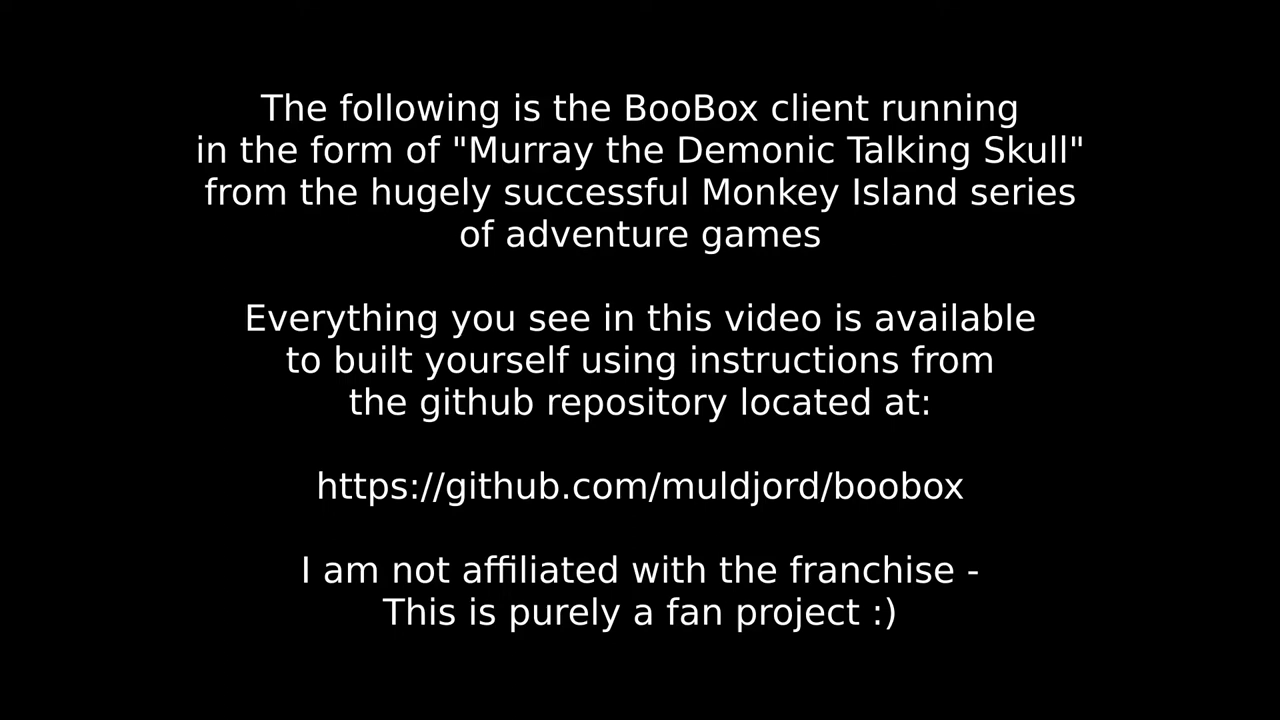 The following is the BooBox client running
in the form of "Murray the Demonic Talking Skull"
from the hugely successful Monkey Island series
of adventure games
Everything you see in this video is available
to built yourself using instructions from
the github repository located at:
https://github.com/muldjord/boobox
I am not affiliated with the franchise -
This is purely a fan project :)